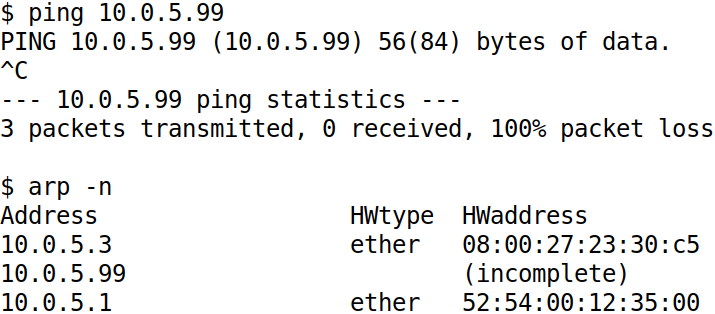 $ ping 10.0.5.99
PING 10.0.5.99 (10.0.5.99) 56(84) bytes of data.
^C
--- 10.0.5.99 ping statistics ---
3 packets transmitted, 0 received, 100% packet loss

$ arp -n
Address                  HWtype  HWaddress
10.0.5.3                 ether   08:00:27:23:30:c5
10.0.5.99                        (incomplete)
10.0.5.1                 ether   52:54:00:12:35:00